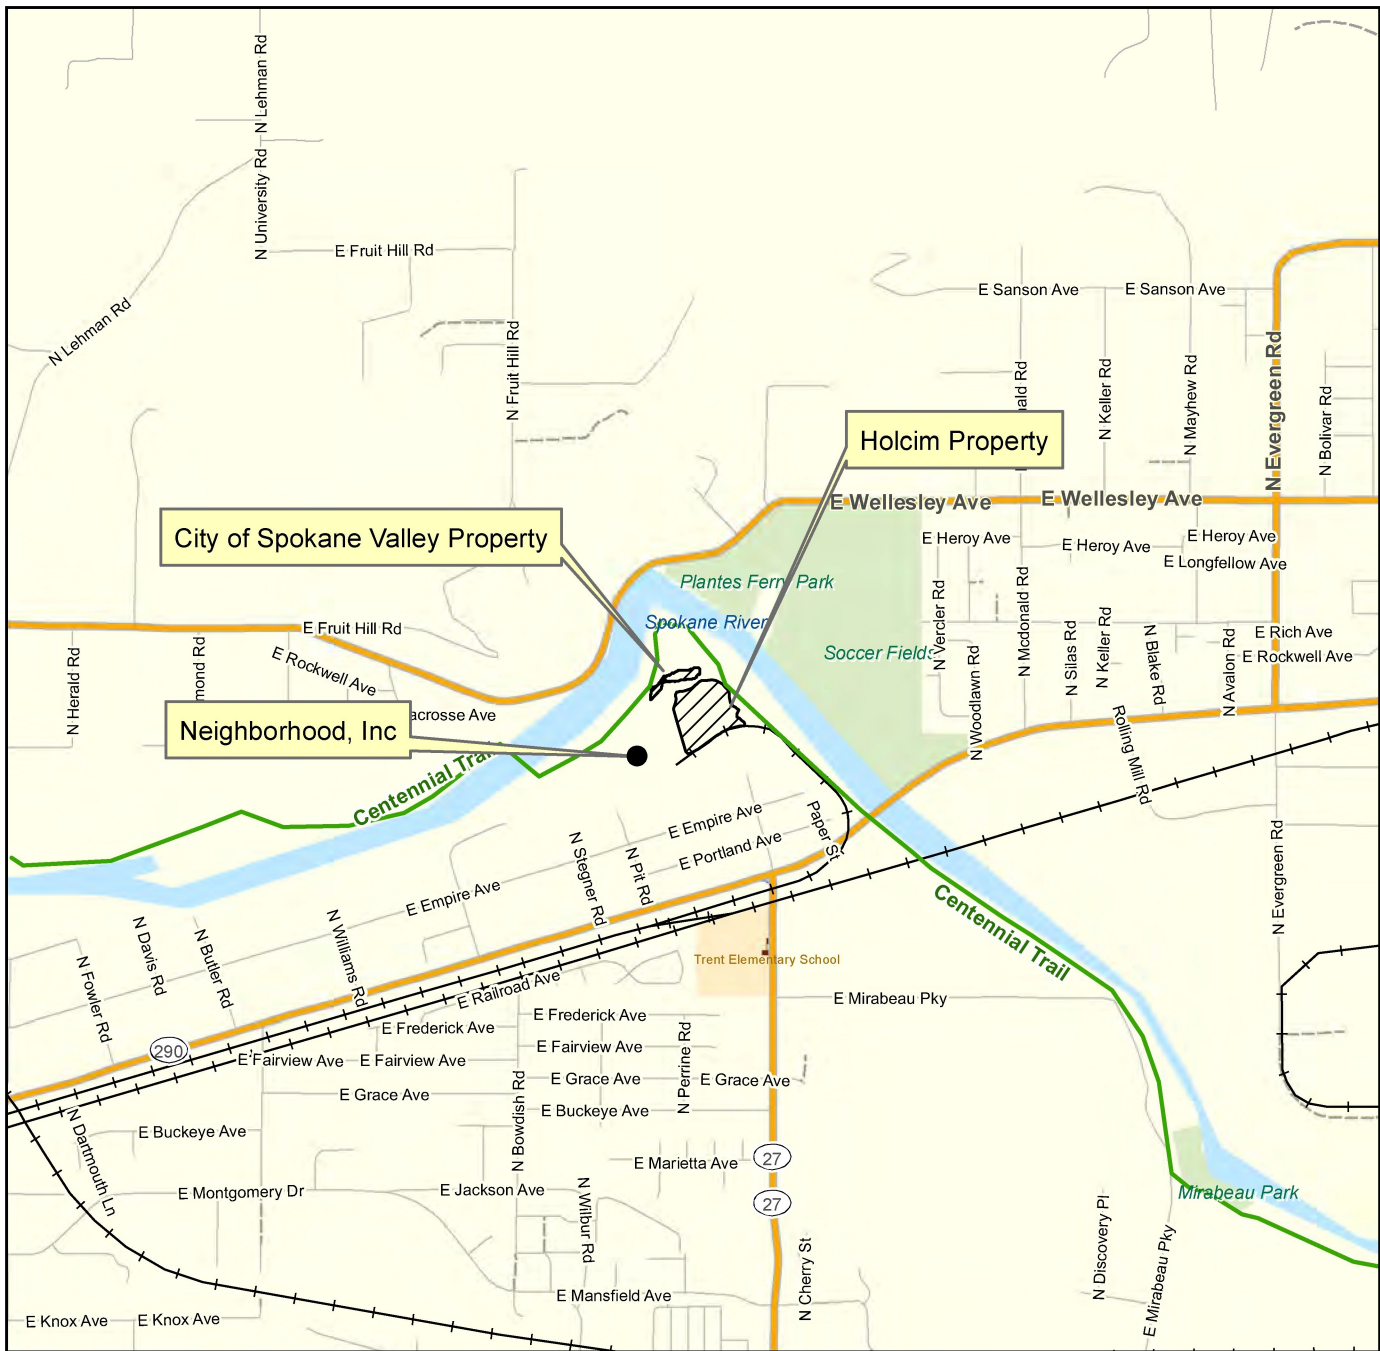 N Lehman Rd
N University Rd
E Fruit Hill Rd
N Lehman Rd
N Fruit Hill Rd
E Sanson Ave
E Sanson Ave
N Keller Rd
N Mayhew Rd
N Evergreen Rd
N Bolivar Rd
ald Rd
Holcim Property
E Wellesley Ave
E Wellesley Ave
City of Spokane Valley Property
E Heroy Ave
E Heroy Ave
E Heroy Ave
E Longfellow Ave
Plantes Ferry Park
Spokane River
Soccer Fields
N Vercler Rd
N Mcdonald Rd
N Woodlawn Rd
N Silas Rd
N Keller Rd
N Blake Rd
N Avalon Rd
E Rich Ave
E Rockwell Ave
E Fruit Hill Rd
E Rockwell Ave
N Herald Rd
mond Rd
acrosse Ave
Neighborhood, Inc
Centennial Trail
Rolling Mill Rd
E Empire Ave
Paper St
E Portland Ave
N Stegner Rd
N Pit Rd
E Empire Ave
N Evergreen Rd
Centennial Trail
N Williams Rd
N Davis Rd
N Butler Rd
N Fowler Rd
Trent Elementary School
E Railroad Ave
E Mirabeau Pky
E Frederick Ave
E Frederick Ave
290
E Fairview Ave
E Fairview Ave
E Fairview Ave
N Perrine Rd
E Grace Ave
E Grace Ave
E Grace Ave
E Buckeye Ave
N Bowdish Rd
N Dartmouth Ln
E Buckeye Ave
27
E Marietta Ave
E Montgomery Dr
E Jackson Ave
N Wilbur Rd
27
Mirabeau Park
N Discovery Pl
E Mirabeau Pky
N Cherry St
E Mansfield Ave
E Knox Ave
E Knox Ave